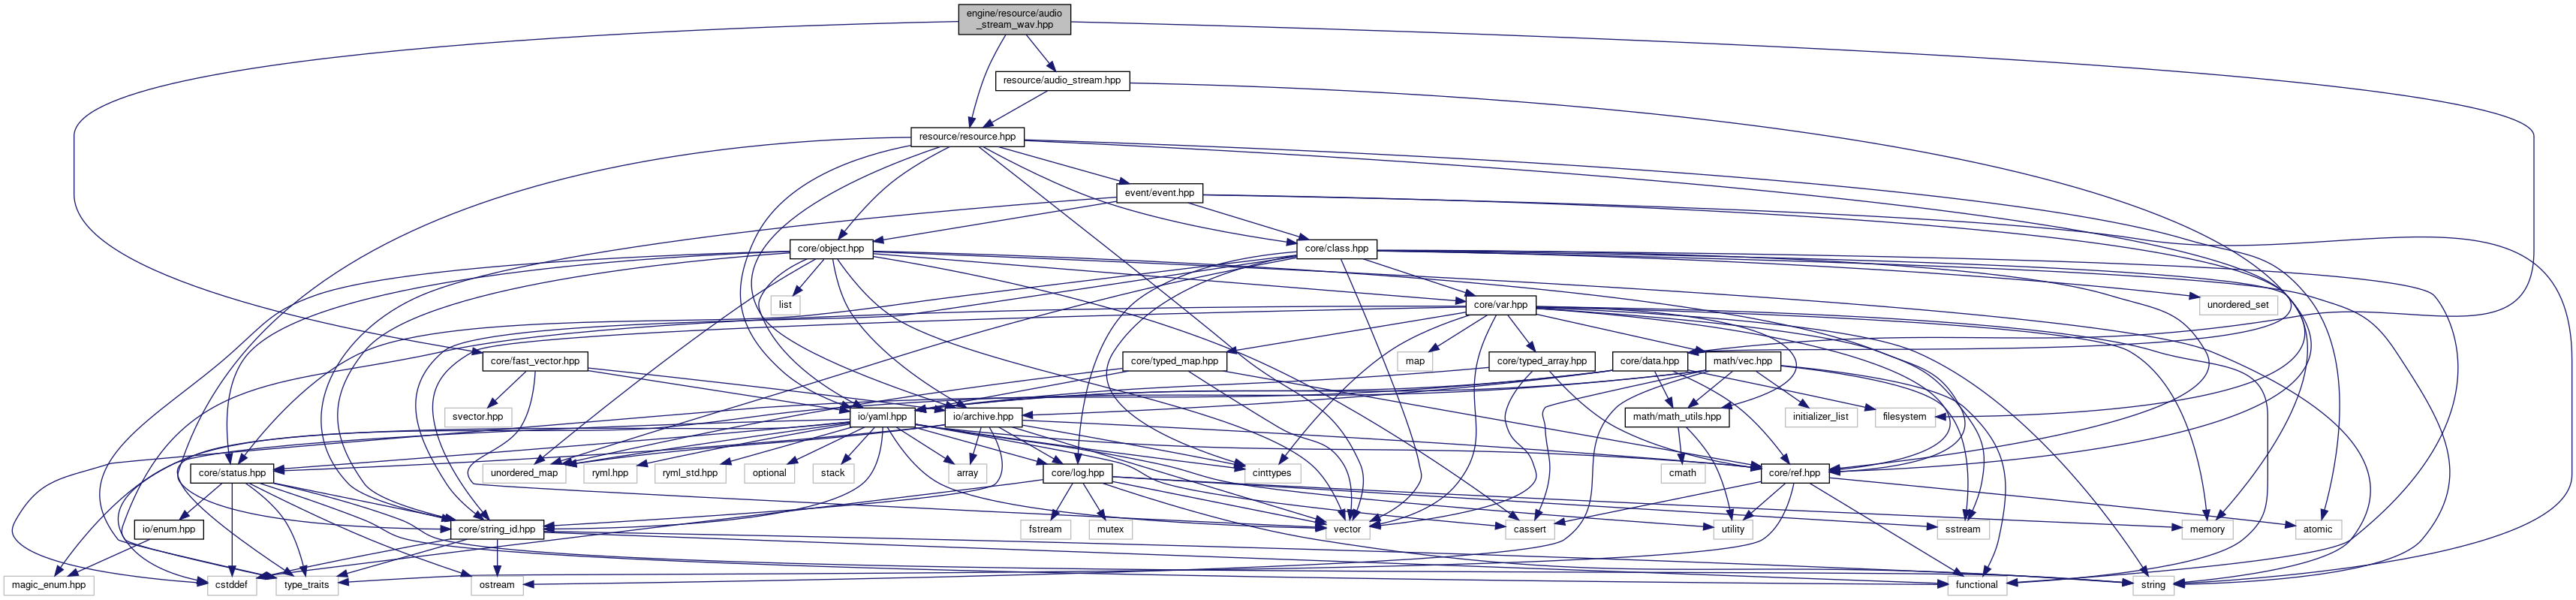 engine/resource/audio
_stream_wav.hpp
resource/audio_stream.hpp
resource/resource.hpp
event/event.hpp
core/object.hpp
core/class.hpp
list
core/var.hpp
unordered_set
core/fast_vector.hpp
core/typed_map.hpp
map
core/typed_array.hpp
core/data.hpp
math/vec.hpp
svector.hpp
io/yaml.hpp
io/archive.hpp
math/math_utils.hpp
initializer_list
filesystem
core/status.hpp
unordered_map
ryml.hpp
ryml_std.hpp
optional
stack
array
core/log.hpp
cinttypes
cmath
core/ref.hpp
io/enum.hpp
core/string_id.hpp
fstream
mutex
vector
cassert
utility
sstream
memory
atomic
magic_enum.hpp
cstddef
type_traits
ostream
functional
string